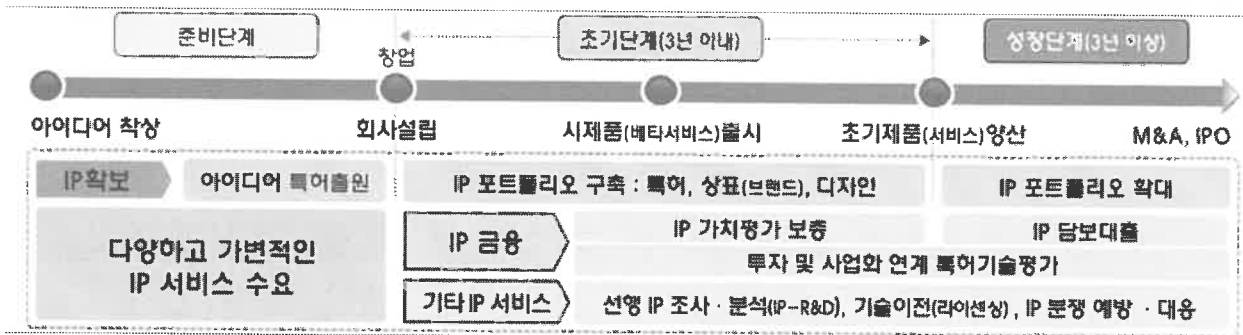 준비단계
초기단계(3년 이내)
성장단계(3년 이상)
창업
아이디어 착상
회사설립
시제품(베타서비스)출시
초기제품(서비스)양산
M&A, IPO
IP확보
아이디어 특허출원
IP 포트폴리오 구축 : 특허, 상표(브랜드), 디자인
IP 포트폴리오 확대
다양하고 가변적인
IP 서비스 수요
IP 금융
IP 가치평가 보증
IP 담보대출
투자 및 사업화 연계 특허기술평가
기타 IP 서비스
선행 IP 조사 · 분석(IP-R&D), 기술이전(라이센싱) , IP 분쟁 예방 · 대응